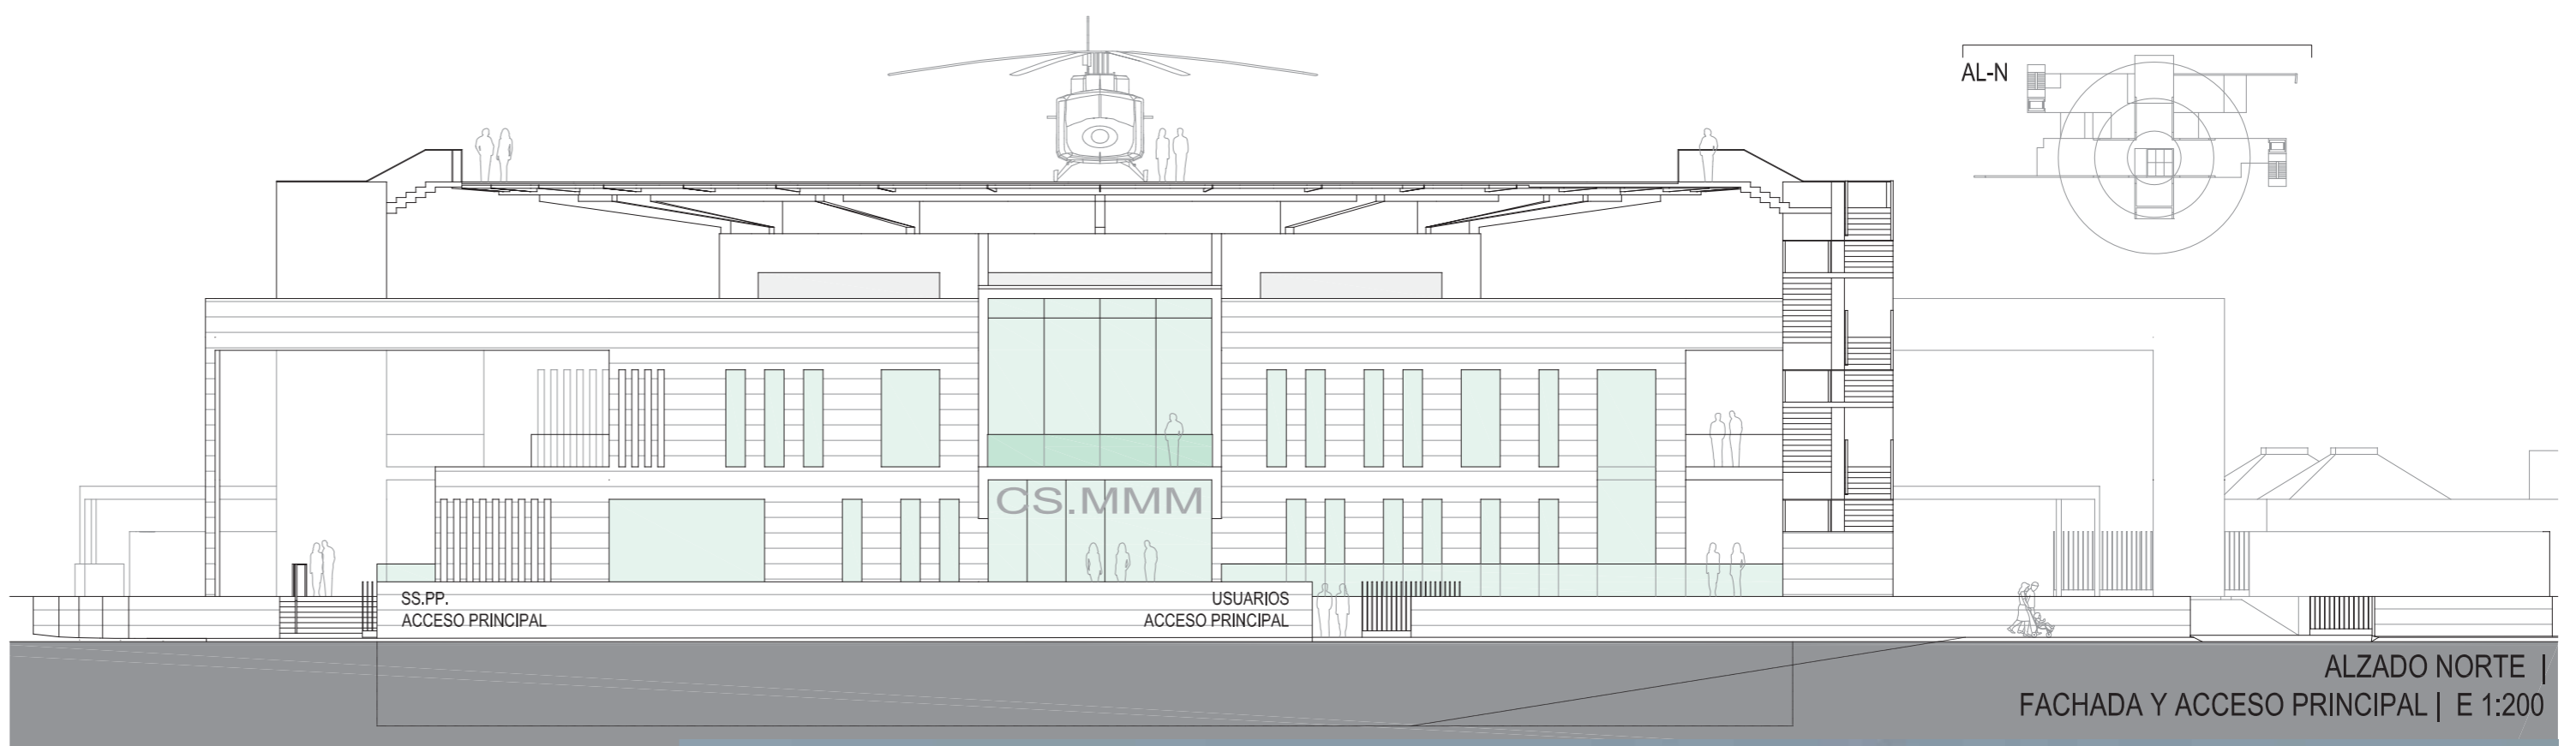 AL-N
CS.MMM
SS.PP.
ACCESO PRINCIPAL
USUARIOS
ACCESO PRINCIPAL
ALZADO NORTE |
FACHADA Y ACCESO PRINCIPAL | E 1:200